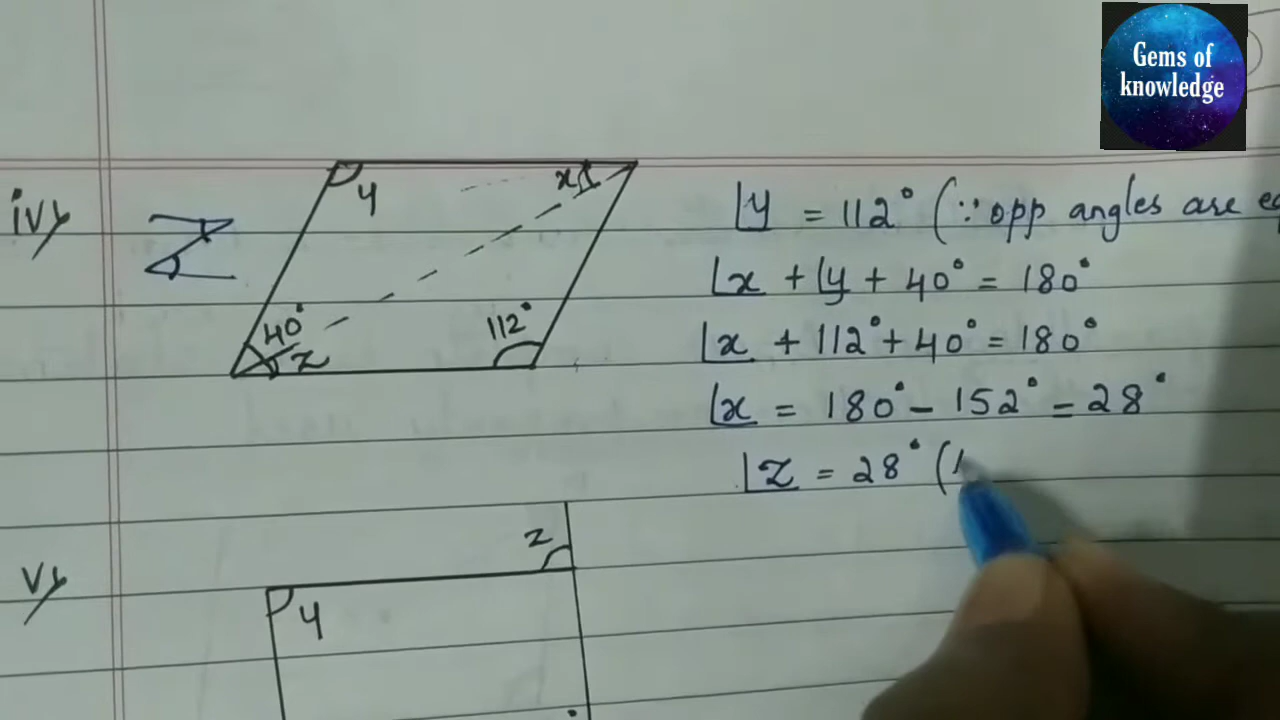 Gems of
knowledge
iv)
y
x
40°
z
112°
∠y = 112° (∵ opp angles are eq
∠x + ∠y + 40° = 180°
∠x + 112° + 40° = 180°
∠x = 180° - 152° = 28°
∠z = 28° (
v)
z
y